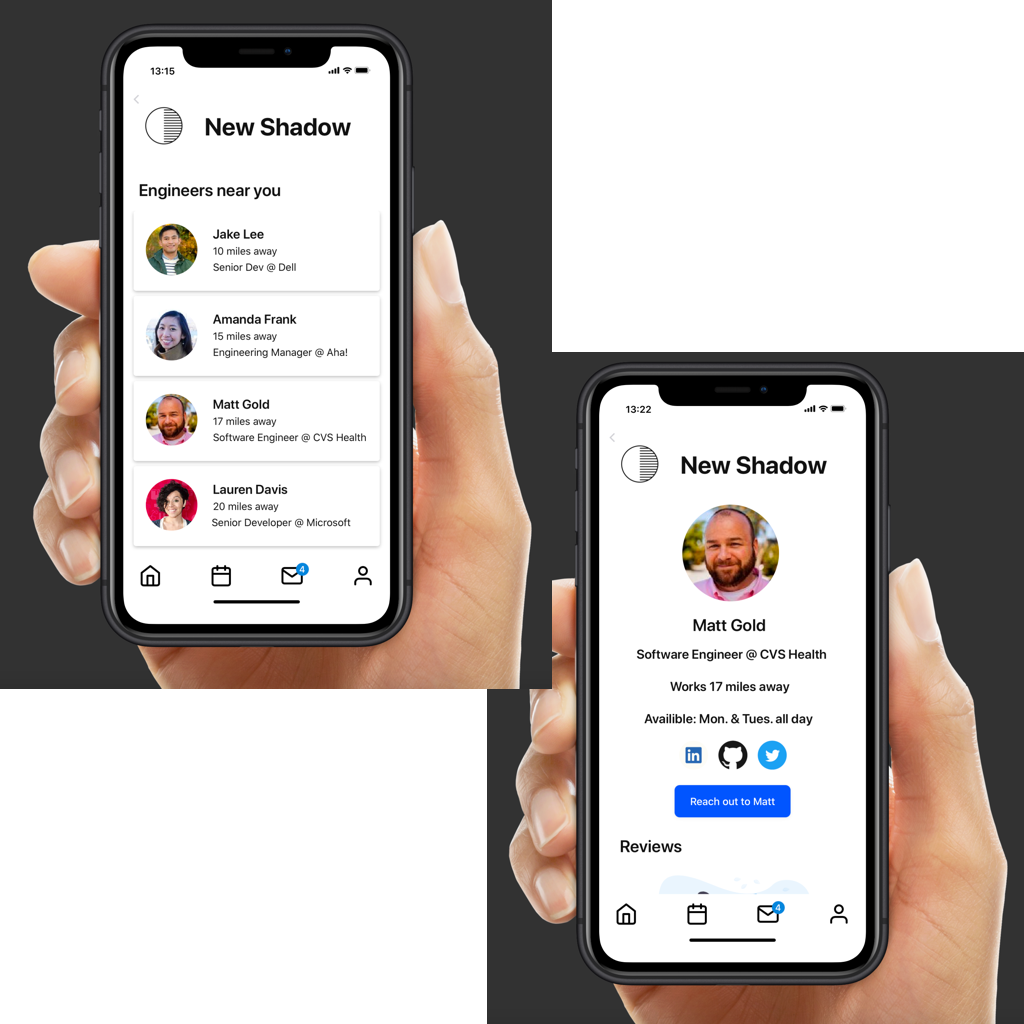 13:15
New Shadow
Engineers near you
Jake Lee
10 miles away
Senior Dev @ Dell
Amanda Frank
15 miles away
Engineering Manager @ Aha!
Matt Gold
17 miles away
Software Engineer @ CVS Health
Lauren Davis
20 miles away
Senior Developer @ Microsoft
4
13:22
New Shadow
Matt Gold
Software Engineer @ CVS Health
Works 17 miles away
Availible: Mon. & Tues. all day
in
Reach out to Matt
Reviews
4